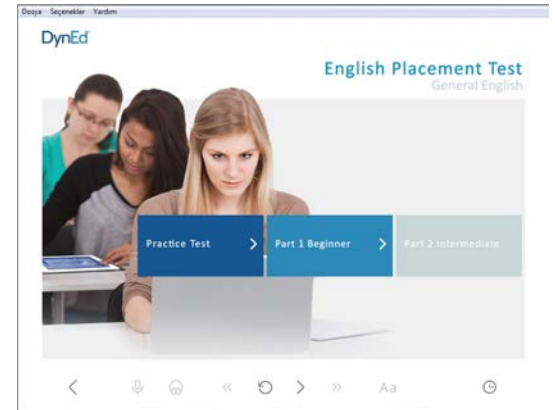 Dosya Seçenekler Yardım
DynEd
English Placement Test
General English
Practice Test
Part 1 Beginner
Part 2 Intermediate
Aa